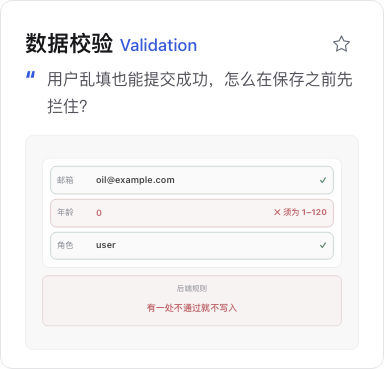 数据校验 Validation
“ 用户乱填也能提交成功，怎么在保存之前先
拦住？
邮箱 oil@example.com ✓
年龄 0 ✕ 须为 1–120
角色 user ✓
后端规则
有一处不通过就不写入